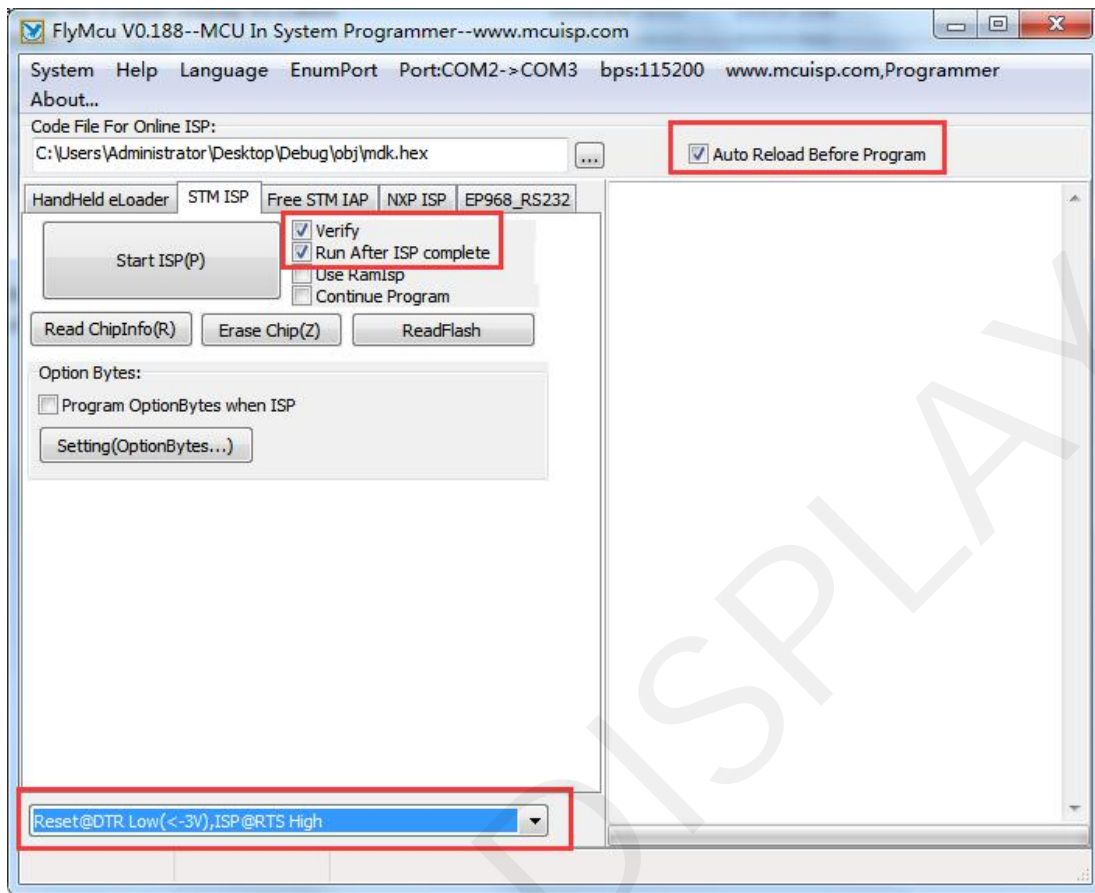 FlyMcu V0.188--MCU In System Programmer--www.mcuisp.com
System Help Language EnumPort Port:COM2->COM3 bps:115200 www.mcuisp.com,Programmer
About...
Code File For Online ISP:
C:\Users\Administrator\Desktop\Debug\obj\mdk.hex ... Auto Reload Before Program
HandHeld eLoader STM ISP Free STM IAP NXP ISP EP968_RS232
Verify
Start ISP(P) Run After ISP complete
Use RamIsp
Continue Program
Read ChipInfo(R) Erase Chip(Z) ReadFlash
Option Bytes:
Program OptionBytes when ISP
Setting(OptionBytes...)
Reset@DTR Low(<-3V),ISP@RTS High
DISPLAY